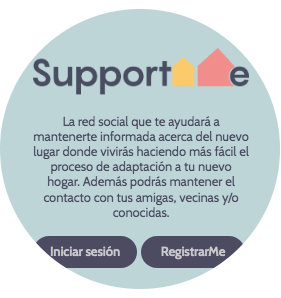 SupportMe
La red social que te ayudará a
mantenerte informada acerca del nuevo
lugar donde vivirás haciendo más fácil el
proceso de adaptación a tu nuevo
hogar. Además podrás mantener el
contacto con tus amigas, vecinas y/o
conocidas.
Iniciar sesión
RegistrarMe